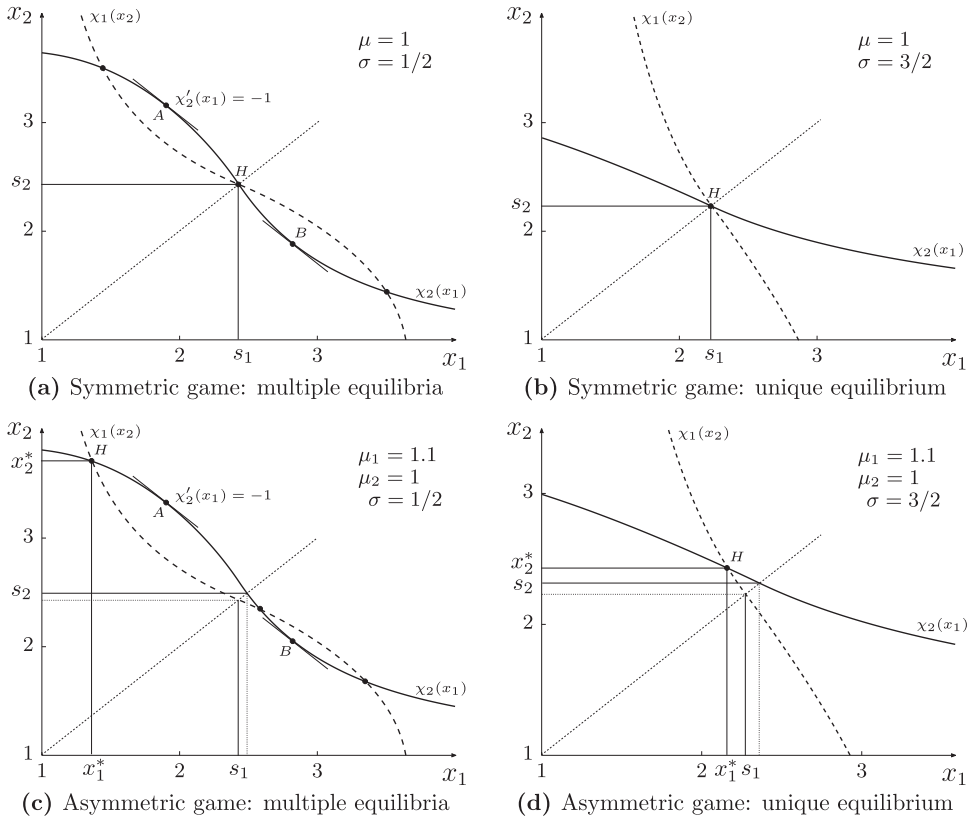 x₂
χ₁(x₂)
μ = 1
σ = 1/2
χ′₂(x₁) = −1
A
3
H
s₂
2
B
χ₂(x₁)
1
1 2 s₁ 3 x₁
(a) Symmetric game: multiple equilibria
x₂
χ₁(x₂)
μ = 1
σ = 3/2
3
H
s₂
2
χ₂(x₁)
1
1 2 s₁ 3 x₁
(b) Symmetric game: unique equilibrium
x₂
χ₁(x₂)
H
x₂*
μ₁ = 1.1
μ₂ = 1
σ = 1/2
χ′₂(x₁) = −1
A
3
s₂
2
B
χ₂(x₁)
1
1 x₁* 2 s₁ 3 x₁
(c) Asymmetric game: multiple equilibria
x₂
χ₁(x₂)
μ₁ = 1.1
μ₂ = 1
σ = 3/2
3
H
x₂*
s₂
2
χ₂(x₁)
1
1 2 x₁* s₁ 3 x₁
(d) Asymmetric game: unique equilibrium